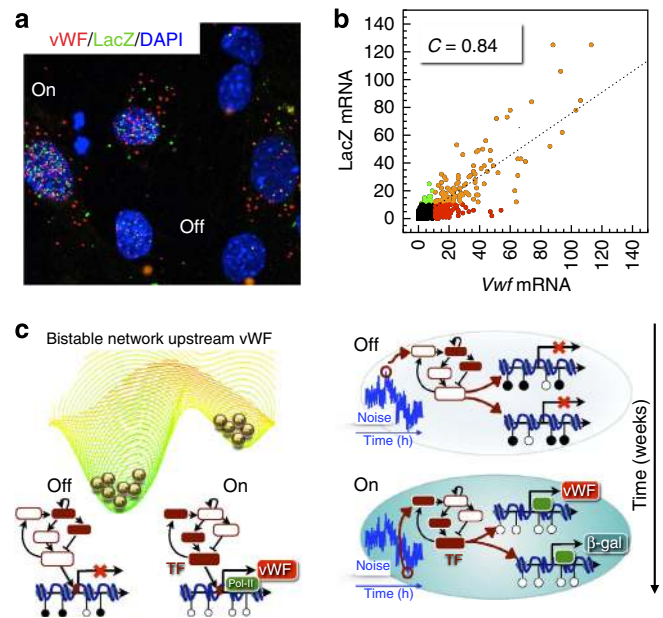 a
vWF/LacZ/DAPI
On
Off
b
C = 0.84
LacZ mRNA
140
120
100
80
60
40
20
0
0 20 40 60 80 100 120 140
Vwf mRNA
c
Bistable network upstream vWF
Off
On
TF
Pol-II
vWF
Off
Noise
Time (h)
On
Noise
Time (h)
TF
vWF
β-gal
Time (weeks)